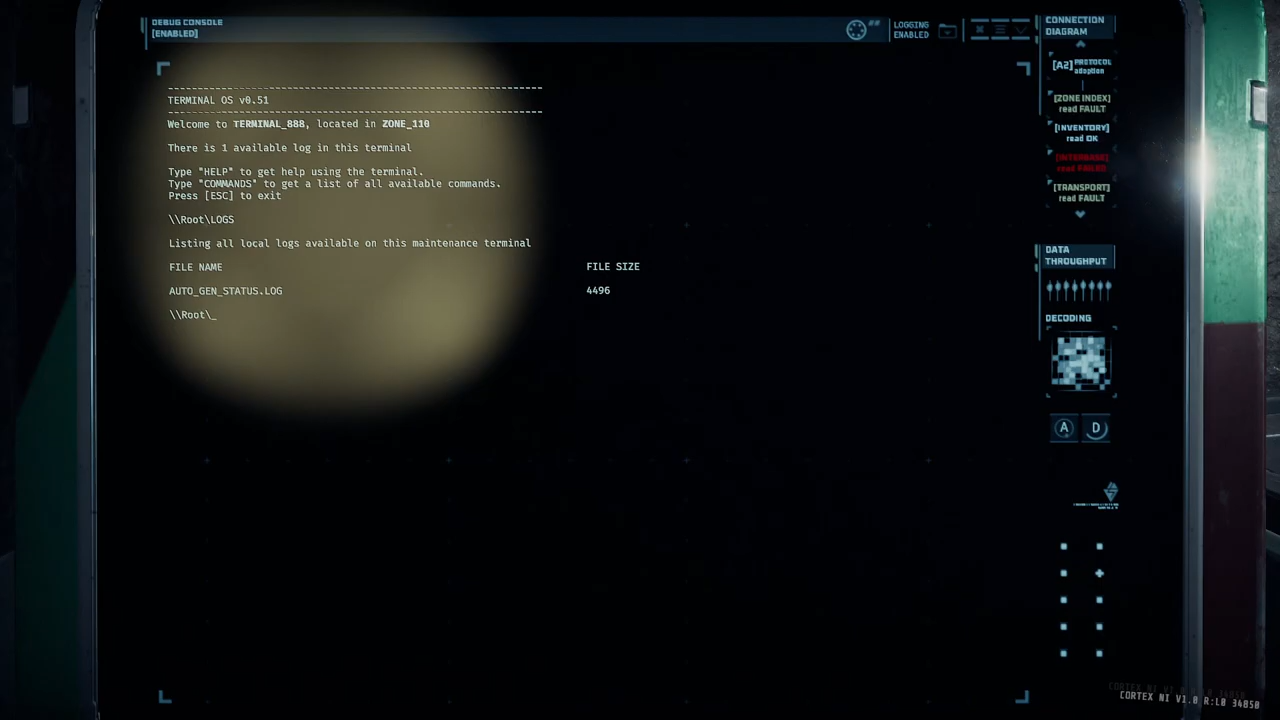 DEBUG CONSOLE
[ENABLED]
LOGGING
ENABLED
--------------------------------------------------------------
TERMINAL OS v0.51
--------------------------------------------------------------
Welcome to TERMINAL_888, located in ZONE_110
There is 1 available log in this terminal
Type "HELP" to get help using the terminal.
Type "COMMANDS" to get a list of all available commands.
Press [ESC] to exit
\\Root\LOGS
Listing all local logs available on this maintenance terminal
FILE NAME FILE SIZE
AUTO_GEN_STATUS.LOG 4496
\\Root\_
CONNECTION
DIAGRAM
[A2] PROTOCOL
adoption
[ZONE INDEX]
read FAULT
[INVENTORY]
read OK
[INTERBASE]
read FAILED
[TRANSPORT]
read FAULT
DATA
THROUGHPUT
DECODING
A D
CORTEX NI V1.0 R:L0 34850